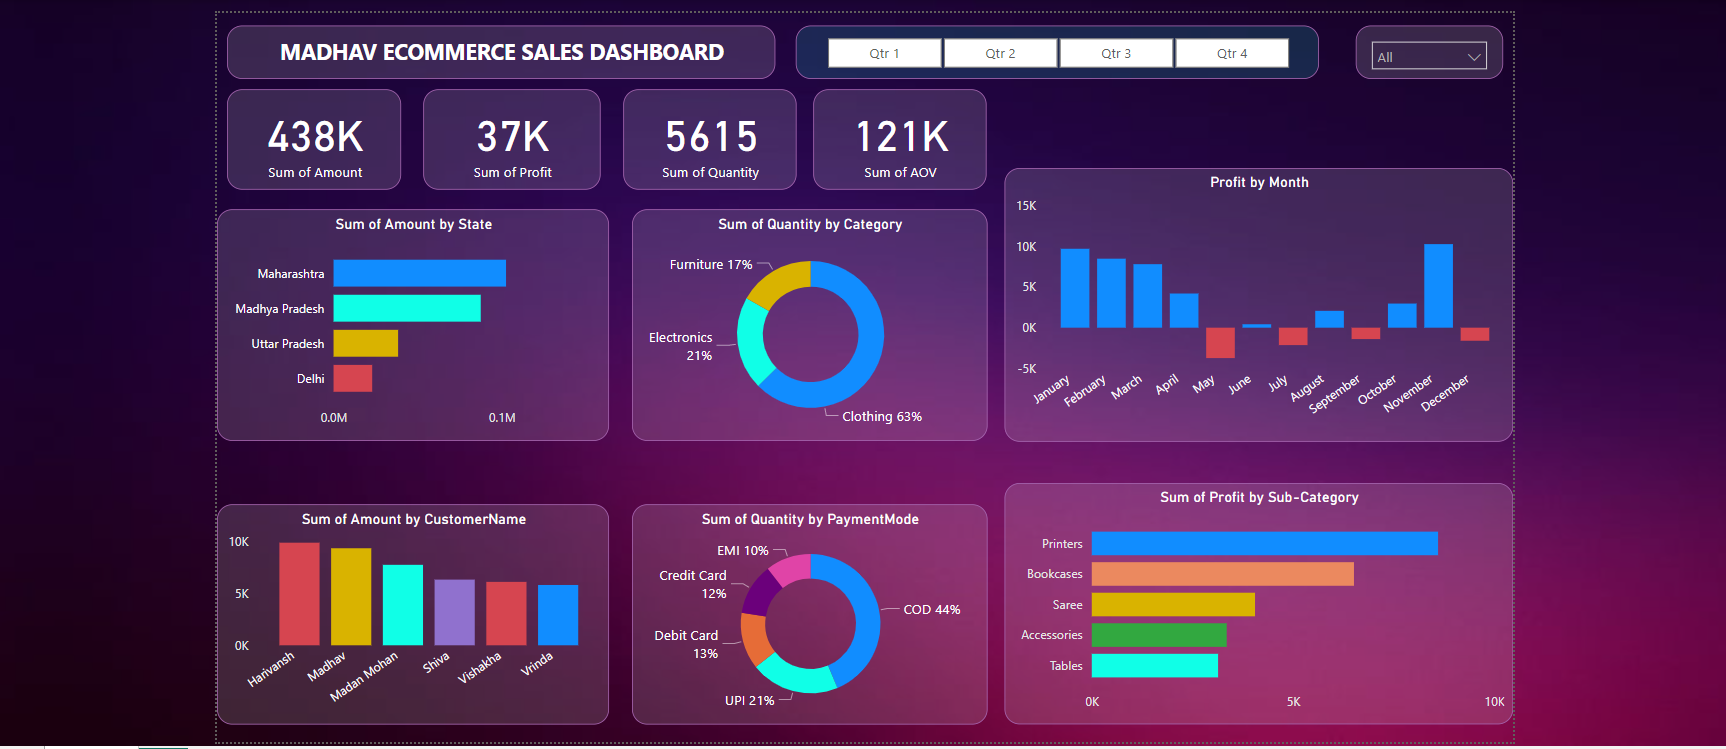 MADHAV ECOMMERCE SALES DASHBOARD
Qtr 1
Qtr 2
Qtr 3
Qtr 4
All
438K
Sum of Amount
37K
Sum of Profit
5615
Sum of Quantity
121K
Sum of AOV
Sum of Amount by State
Maharashtra
Madhya Pradesh
Uttar Pradesh
Delhi
0.0M
0.1M
Sum of Quantity by Category
Furniture 17%
Electronics
21%
Clothing 63%
Profit by Month
15K
10K
5K
0K
-5K
January
February
March
April
May
June
July
August
September
October
November
December
Sum of Amount by CustomerName
10K
5K
0K
Harivansh
Madhav
Madan Mohan
Shiva
Vishakha
Vrinda
Sum of Quantity by PaymentMode
EMI 10%
Credit Card
12%
Debit Card
13%
UPI 21%
COD 44%
Sum of Profit by Sub-Category
Printers
Bookcases
Saree
Accessories
Tables
0K
5K
10K